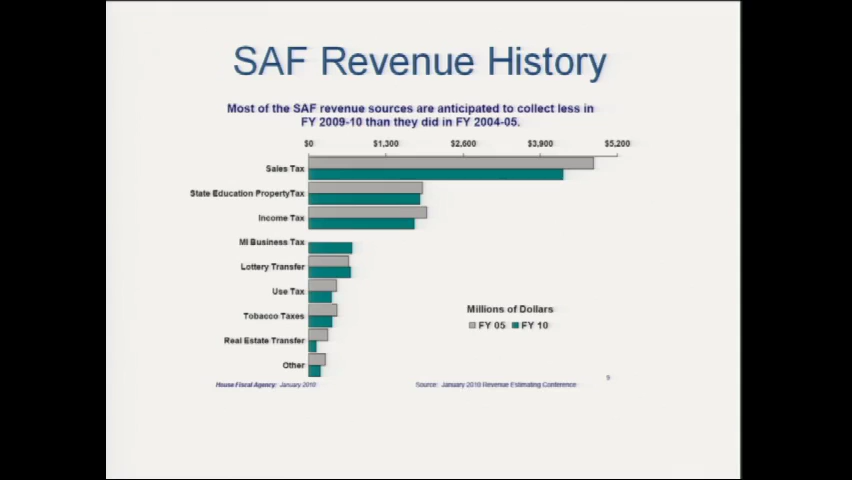 SAF Revenue History
Most of the SAF revenue sources are anticipated to collect less in
FY 2009-10 than they did in FY 2004-05.
$0 $1,300 $2,600 $3,900 $5,200
Sales Tax
State Education PropertyTax
Income Tax
MI Business Tax
Lottery Transfer
Use Tax
Tobacco Taxes
Real Estate Transfer
Other
Millions of Dollars
FY 05 FY 10
House Fiscal Agency: January 2010
Source: January 2010 Revenue Estimating Conference
9